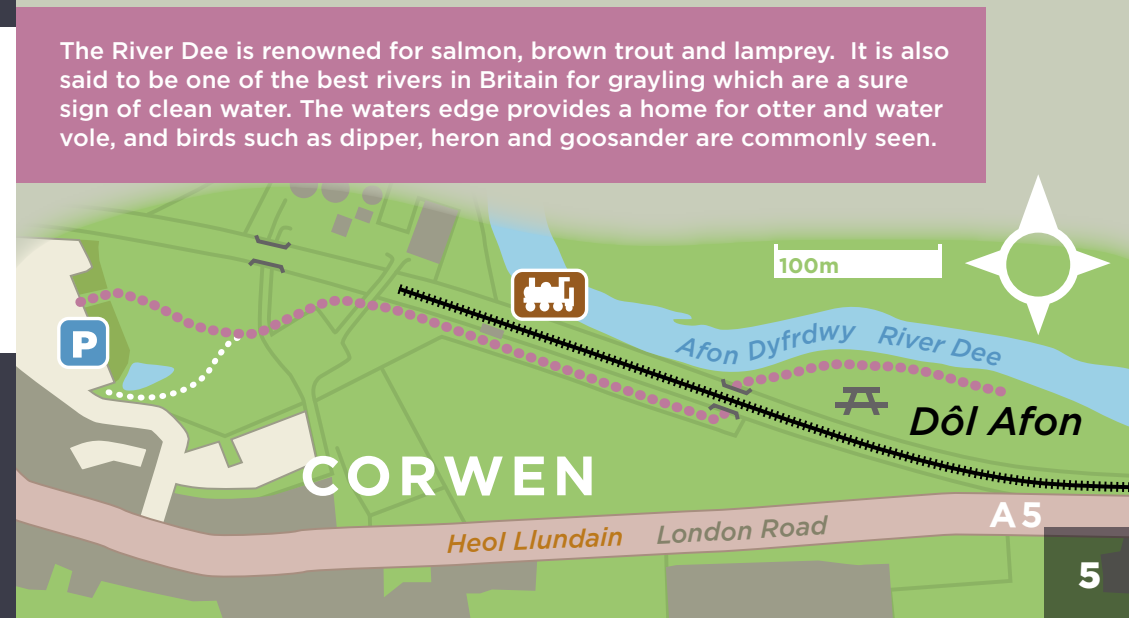 The River Dee is renowned for salmon, brown trout and lamprey.  It is also
said to be one of the best rivers in Britain for grayling which are a sure
sign of clean water. The waters edge provides a home for otter and water
vole, and birds such as dipper, heron and goosander are commonly seen.
100m
P
Afon Dyfrdwy River Dee
Dôl Afon
CORWEN
A5
Heol Llundain London Road
5